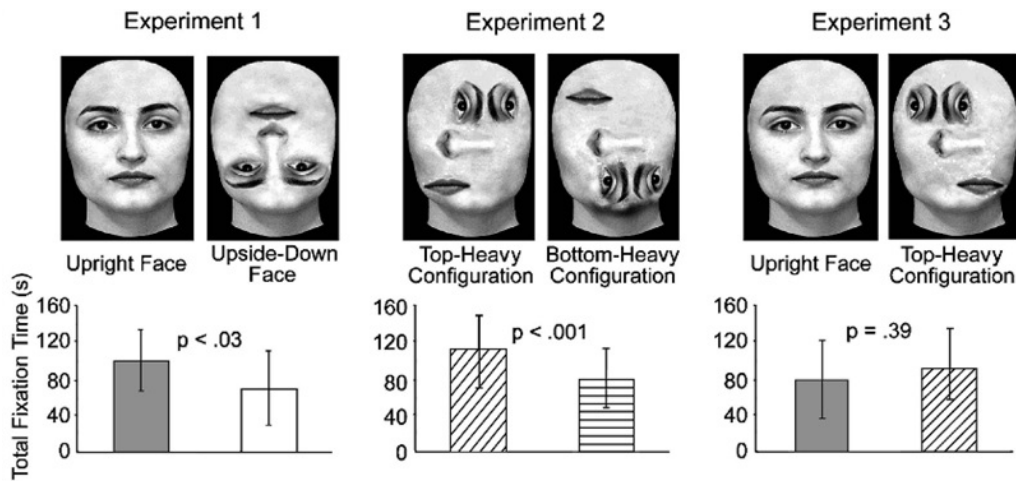 Experiment 1
Experiment 2
Experiment 3
Upright Face
Upside-Down
Face
Top-Heavy
Configuration
Bottom-Heavy
Configuration
Upright Face
Top-Heavy
Configuration
Total Fixation Time (s)
160
120
80
40
0
p < .03
160
120
80
40
0
p < .001
160
120
80
40
0
p = .39